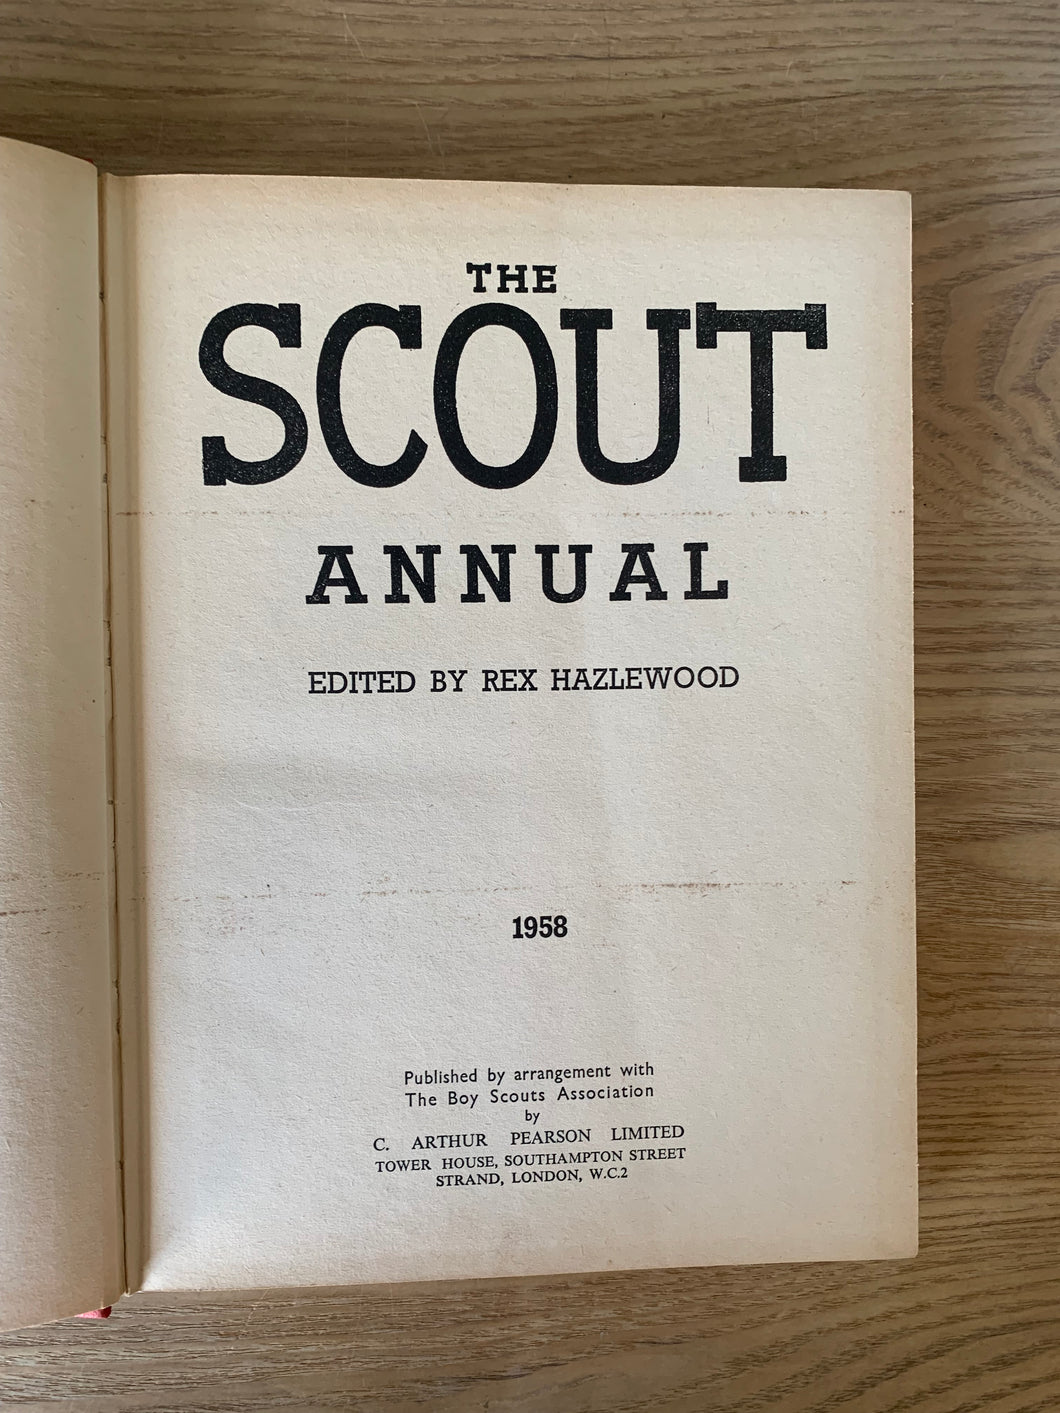 THE
SCOUT
ANNUAL
EDITED BY REX HAZLEWOOD
1958
Published by arrangement with
The Boy Scouts Association
by
C. ARTHUR PEARSON LIMITED
TOWER HOUSE, SOUTHAMPTON STREET
STRAND, LONDON, W.C.2